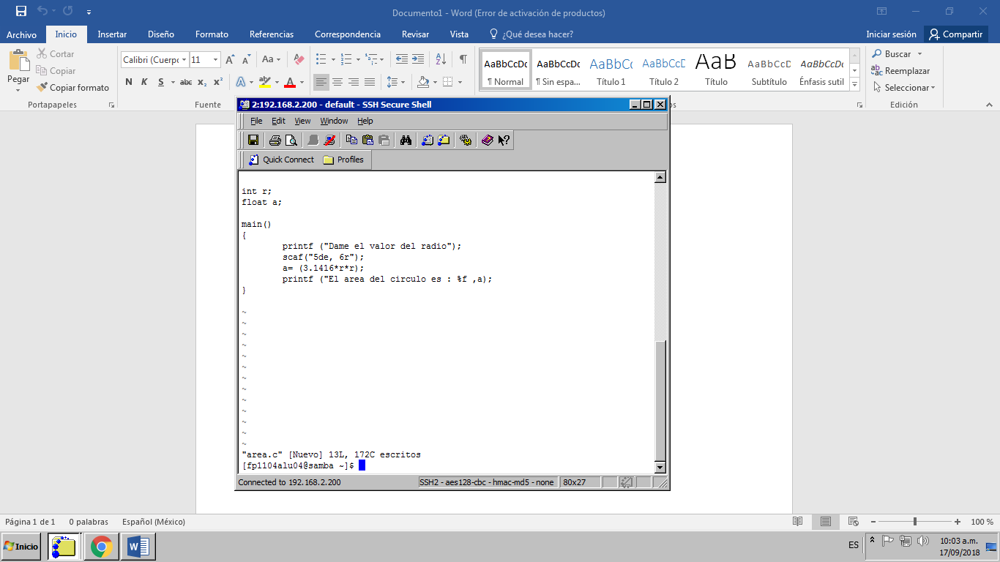 Documento1 - Word (Error de activación de productos)
Archivo Inicio Insertar Diseño Formato Referencias Correspondencia Revisar Vista ¿Qué desea hacer? Iniciar sesión Compartir
Pegar
Cortar
Copiar
Copiar formato
Portapapeles
Calibri (Cuerpo 11
Aa
N K S abc x₂ x²
Fuente
AaBbCcDc AaBbCcDc AaBbCc AaBbCcD AaB AaBbCcD AaBbCcDc
¶ Normal ¶ Sin espa... Título 1 Título 2 Título Subtítulo Énfasis sutil
os
Buscar
Reemplazar
Seleccionar
Edición
2:192.168.2.200 - default - SSH Secure Shell
File Edit View Window Help
Quick Connect Profiles
int r;
float a;
main()
{
printf ("Dame el valor del radio");
scaf("5de, 6r");
a= (3.1416*r*r);
printf ("El area del circulo es : %f ,a);
}
~
~
~
~
~
~
~
~
~
~
~
~
~
"area.c" [Nuevo] 13L, 172C escritos
[fp1104alu04@samba ~]$
Connected to 192.168.2.200 SSH2 - aes128-cbc - hmac-md5 - none 80x27
Página 1 de 1 0 palabras Español (México) 100 %
Inicio ES 10:03 a.m.
17/09/2018